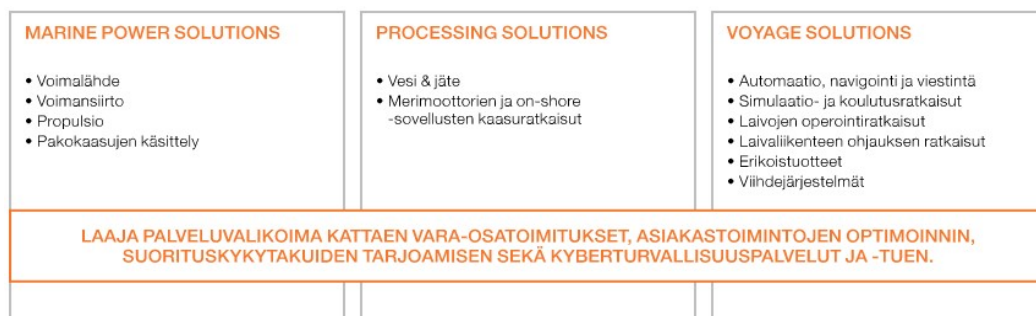 MARINE POWER SOLUTIONS
• Voimalähde
• Voimansiirto
• Propulsio
• Pakokaasujen käsittely
PROCESSING SOLUTIONS
• Vesi & jäte
• Merimoottorien ja on-shore
-sovellusten kaasuratkaisut
VOYAGE SOLUTIONS
• Automaatio, navigointi ja viestintä
• Simulaatio- ja koulutusratkaisut
• Laivojen operointiratkaisut
• Laivaliikenteen ohjauksen ratkaisut
• Erikoistuotteet
• Viihdejärjestelmät
LAAJA PALVELUVALIKOIMA KATTAEN VARA-OSATOIMITUKSET, ASIAKASTOIMINTOJEN OPTIMOINNIN,
SUORITUSKYKYTAKUIDEN TARJOAMISEN SEKÄ KYBERTURVALLISUUSPALVELUT JA -TUEN.